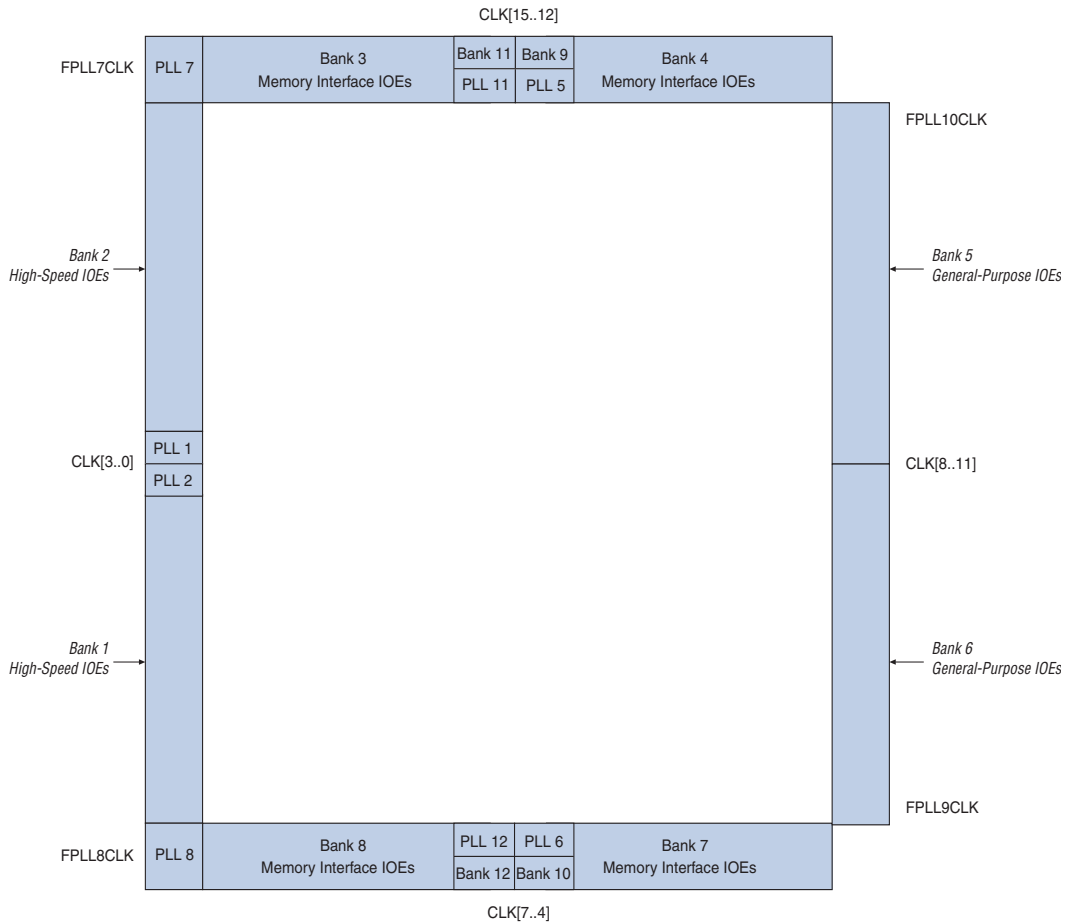 CLK[15..12]
FPLL7CLK
PLL 7
Bank 3
Memory Interface IOEs
Bank 11
Bank 9
PLL 11
PLL 5
Bank 4
Memory Interface IOEs
FPLL10CLK
Bank 2
High-Speed IOEs
Bank 5
General-Purpose IOEs
PLL 1
CLK[3..0]
PLL 2
CLK[8..11]
Bank 1
High-Speed IOEs
Bank 6
General-Purpose IOEs
FPLL9CLK
FPLL8CLK
PLL 8
Bank 8
Memory Interface IOEs
PLL 12
PLL 6
Bank 12
Bank 10
Bank 7
Memory Interface IOEs
CLK[7..4]